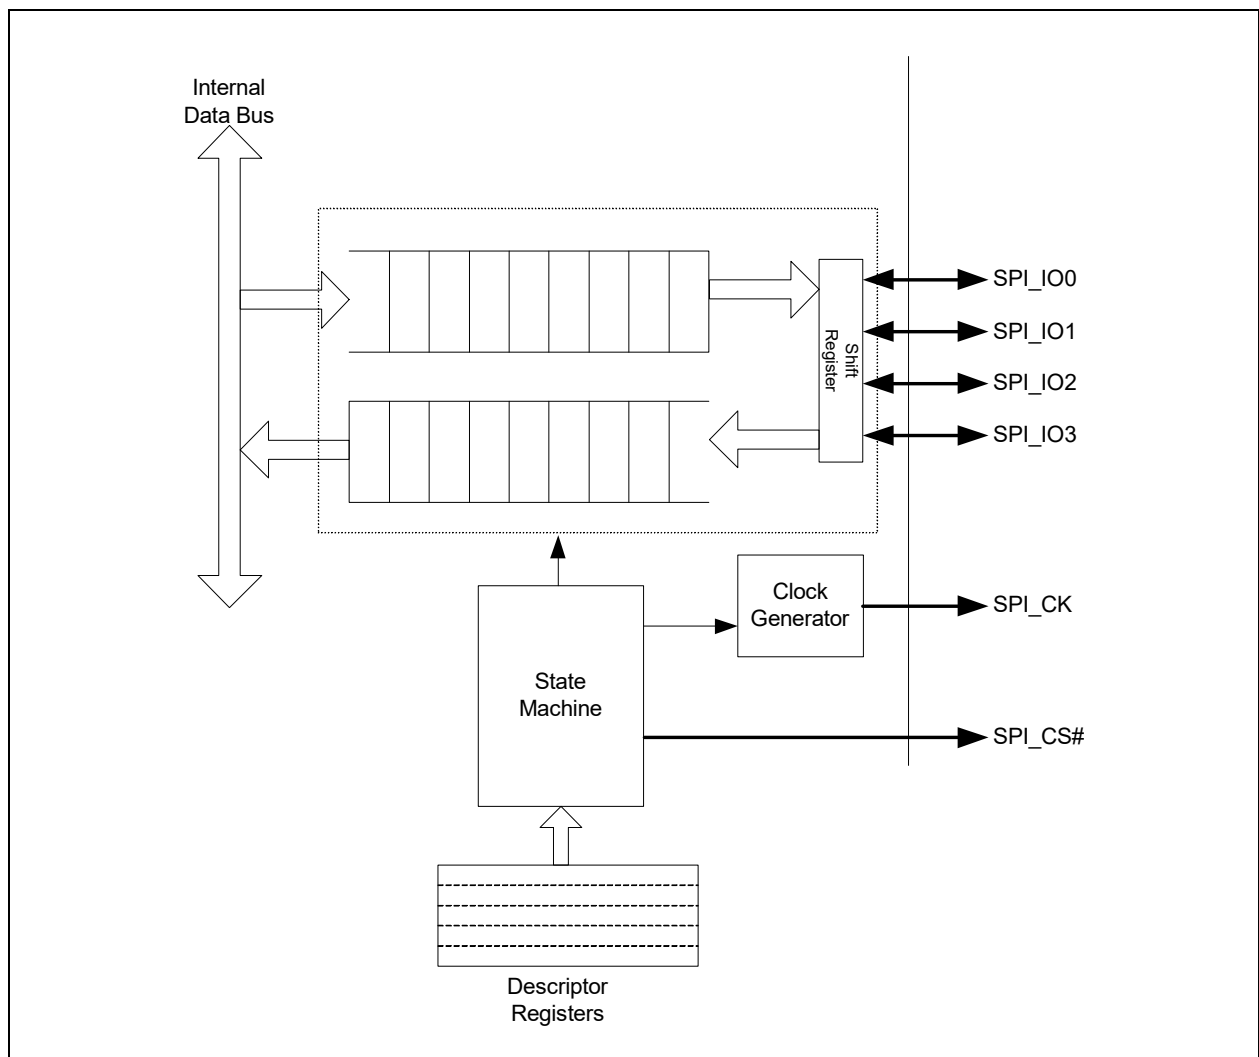 Internal
Data Bus
SPI_IO0
SPI_IO1
SPI_IO2
SPI_IO3
Shift
Register
Clock
Generator
SPI_CK
State
Machine
SPI_CS#
Descriptor
Registers